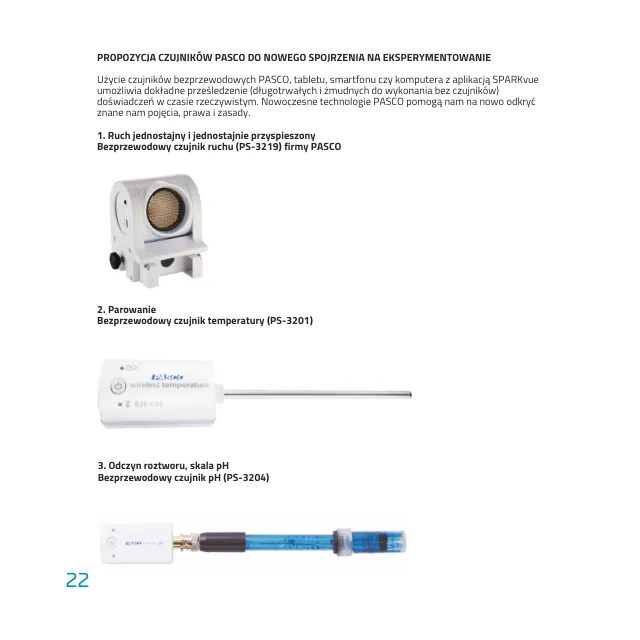 PROPOZYCJA CZUJNIKÓW PASCO DO NOWEGO SPOJRZENIA NA EKSPERYMENTOWANIE
Użycie czujników bezprzewodowych PASCO, tabletu, smartfonu czy komputera z aplikacją SPARKvue
umożliwia dokładne prześledzenie (długotrwałych i żmudnych do wykonania bez czujników)
doświadczeń w czasie rzeczywistym. Nowoczesne technologie PASCO pomogą nam na nowo odkryć
znane nam pojęcia, prawa i zasady.
1. Ruch jednostajny i jednostajnie przyspieszony
Bezprzewodowy czujnik ruchu (PS-3219) firmy PASCO
2. Parowanie
Bezprzewodowy czujnik temperatury (PS-3201)
PASCO
wireless temperature
3. Odczyn roztworu, skala pH
Bezprzewodowy czujnik pH (PS-3204)
22